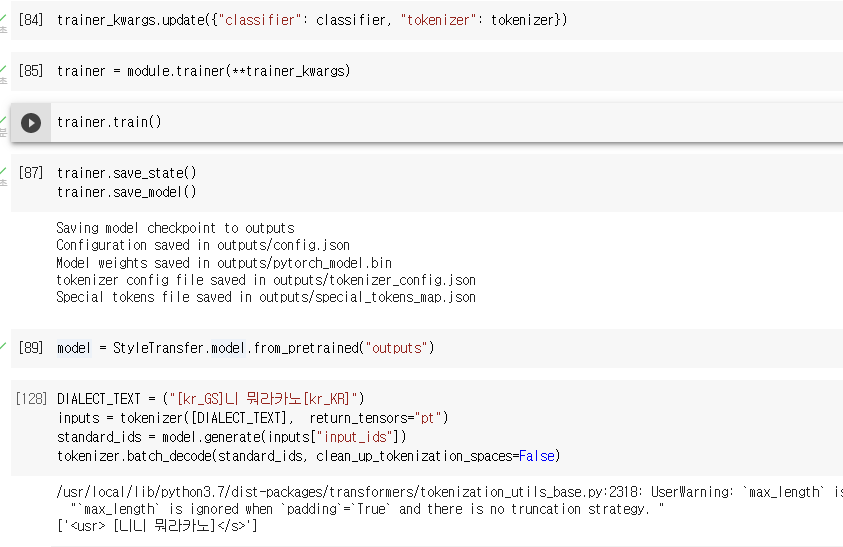 [84] trainer_kwargs.update({"classifier": classifier, "tokenizer": tokenizer})
[85] trainer = module.trainer(**trainer_kwargs)
trainer.train()
[87] trainer.save_state()
trainer.save_model()
Saving model checkpoint to outputs
Configuration saved in outputs/config.json
Model weights saved in outputs/pytorch_model.bin
tokenizer config file saved in outputs/tokenizer_config.json
Special tokens file saved in outputs/special_tokens_map.json
[89] model = StyleTransfer.model.from_pretrained("outputs")
[128] DIALECT_TEXT = ("[kr_GS]니 뭐라카노[kr_KR]")
inputs = tokenizer([DIALECT_TEXT],  return_tensors="pt")
standard_ids = model.generate(inputs["input_ids"])
tokenizer.batch_decode(standard_ids, clean_up_tokenization_spaces=False)
/usr/local/lib/python3.7/dist-packages/transformers/tokenization_utils_base.py:2318: UserWarning: `max_length` is
"`max_length` is ignored when `padding`=`True` and there is no truncation strategy. "
['<usr> [니니 뭐라카노]</s>']